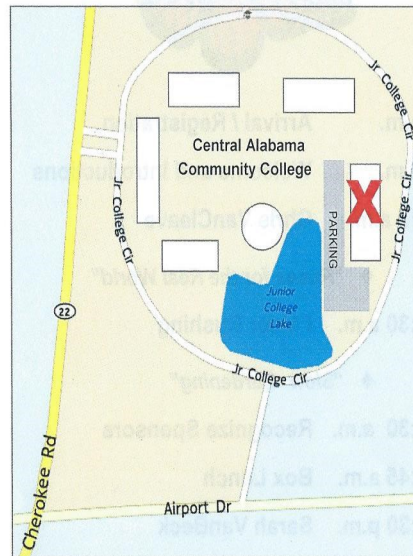 Jr College Cir
Arrival / Registration
Central Alabama
Community College
Jr College Cir
Jr College Cir
X
PARKING
VanCleave
Real World"
22
Junior
College
Lake
Jr College Cir
a.m. Recognize Sponsors
a.m. Box Lunch
Cherokee Rd
Airport Dr
p.m. Sarah VanBeek